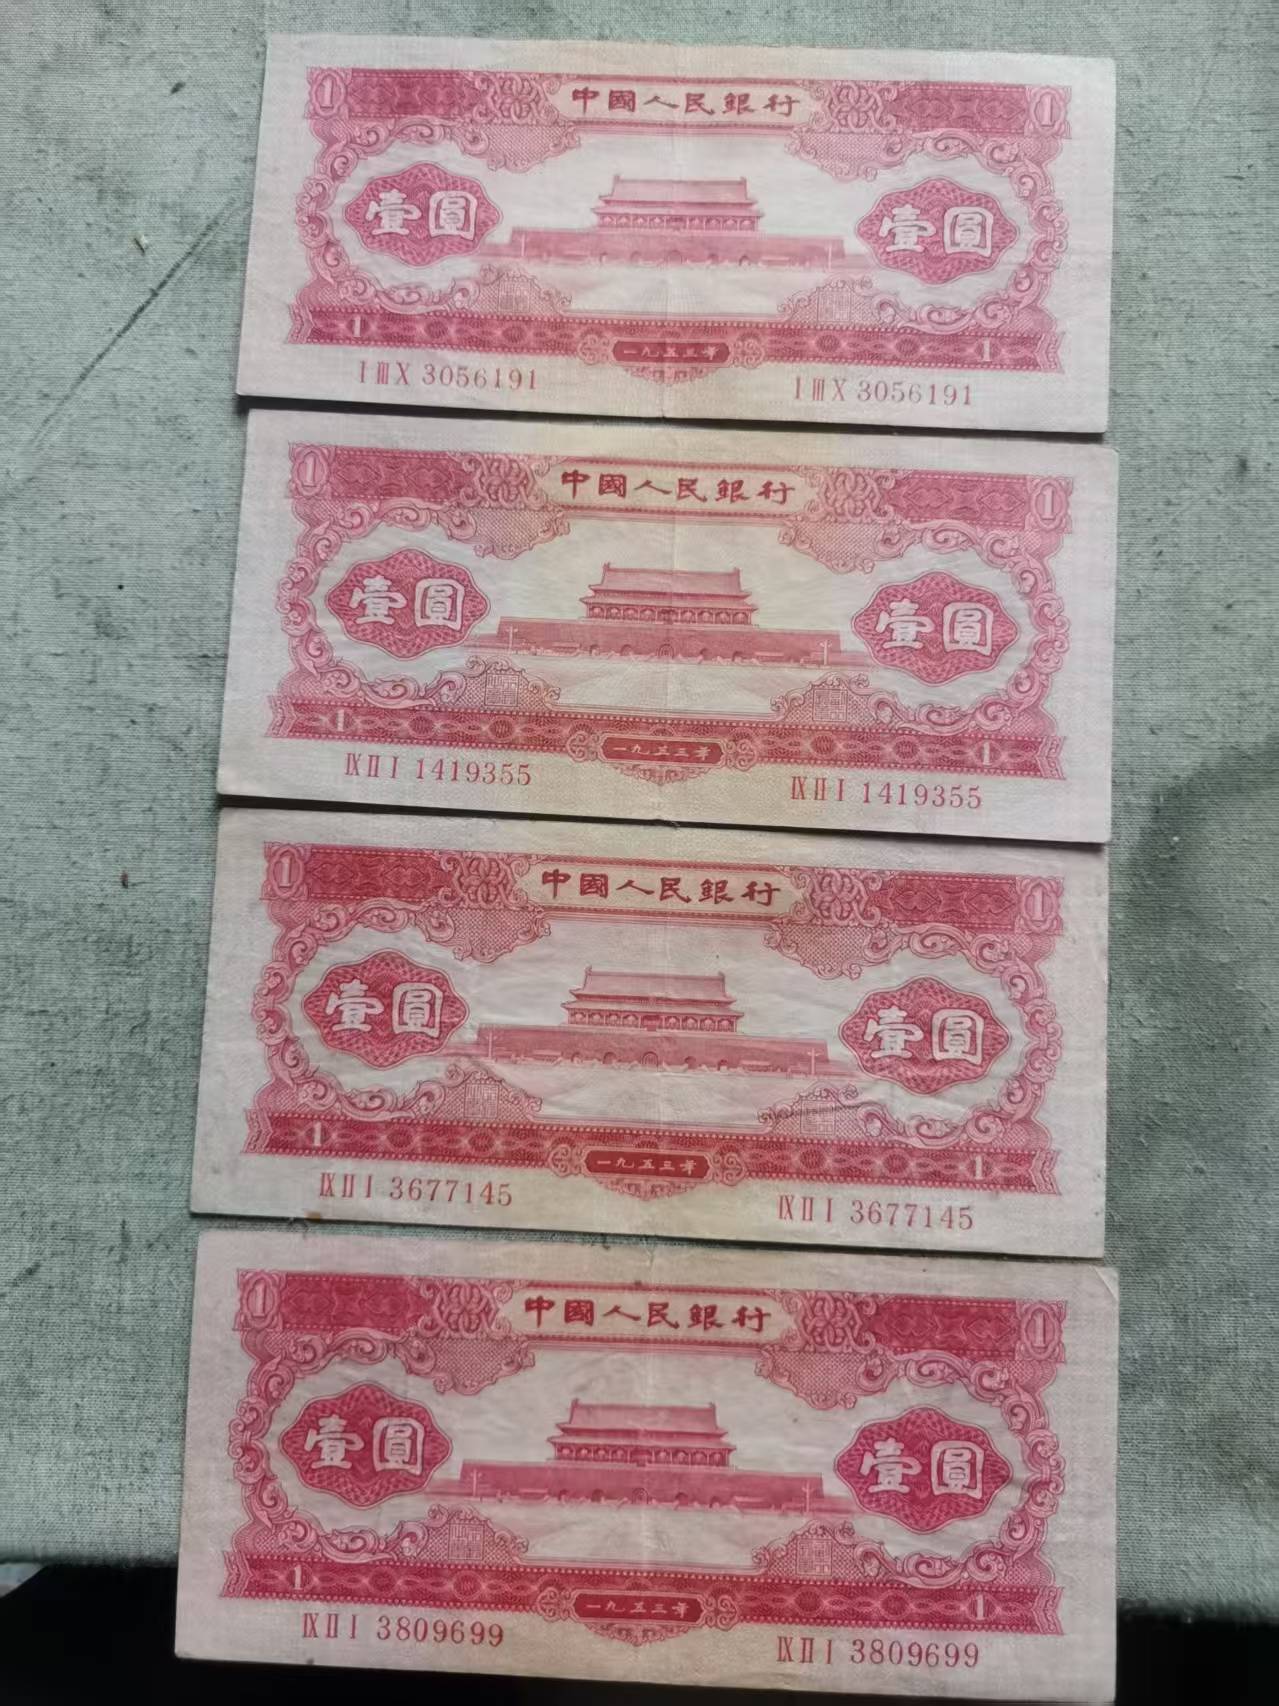 1 中國人民銀行 1
壹圓 壹圓
1 一九五三年 1
I III X 3056191 I III X 3056191
1 中國人民銀行 1
壹圓 壹圓
1 一九五三年 1
IX II I 1419355 IX II I 1419355
1 中國人民銀行 1
壹圓 壹圓
1 一九五三年 1
IX II I 3677145 IX II I 3677145
1 中國人民銀行 1
壹圓 壹圓
1 一九五三年 1
IX II I 3809699 IX II I 3809699